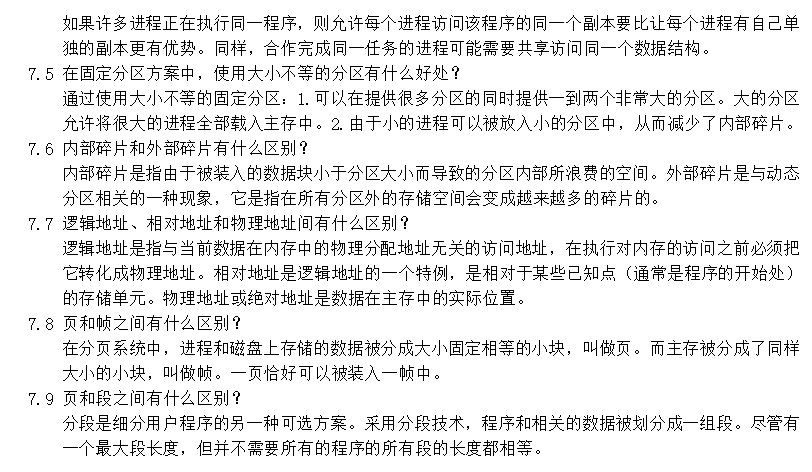 如果许多进程正在执行同一程序，则允许每个进程访问该程序的同一个副本要比让每个进程有自己单
独的副本更有优势。同样，合作完成同一任务的进程可能需要共享访问同一个数据结构。
7.5 在固定分区方案中，使用大小不等的分区有什么好处？
通过使用大小不等的固定分区：1.可以在提供很多分区的同时提供一到两个非常大的分区。大的分区
允许将很大的进程全部载入主存中。2.由于小的进程可以被放入小的分区中，从而减少了内部碎片。
7.6 内部碎片和外部碎片有什么区别？
内部碎片是指由于被装入的数据块小于分区大小而导致的分区内部所浪费的空间。外部碎片是与动态
分区相关的一种现象，它是指在所有分区外的存储空间会变成越来越多的碎片的。
7.7 逻辑地址、相对地址和物理地址间有什么区别？
逻辑地址是指与当前数据在内存中的物理分配地址无关的访问地址，在执行对内存的访问之前必须把
它转化成物理地址。相对地址是逻辑地址的一个特例，是相对于某些已知点（通常是程序的开始处）
的存储单元。物理地址或绝对地址是数据在主存中的实际位置。
7.8 页和帧之间有什么区别？
在分页系统中，进程和磁盘上存储的数据被分成大小固定相等的小块，叫做页。而主存被分成了同样
大小的小块，叫做帧。一页恰好可以被装入一帧中。
7.9 页和段之间有什么区别？
分段是细分用户程序的另一种可选方案。采用分段技术，程序和相关的数据被划分成一组段。尽管有
一个最大段长度，但并不需要所有的程序的所有段的长度都相等。